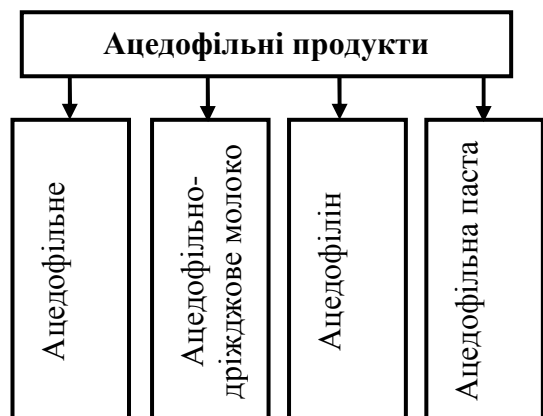 Ацедофільні продукти
Ацедофільне
Ацедофільно-
дріжджове молоко
Ацедофілін
Ацедофільна паста